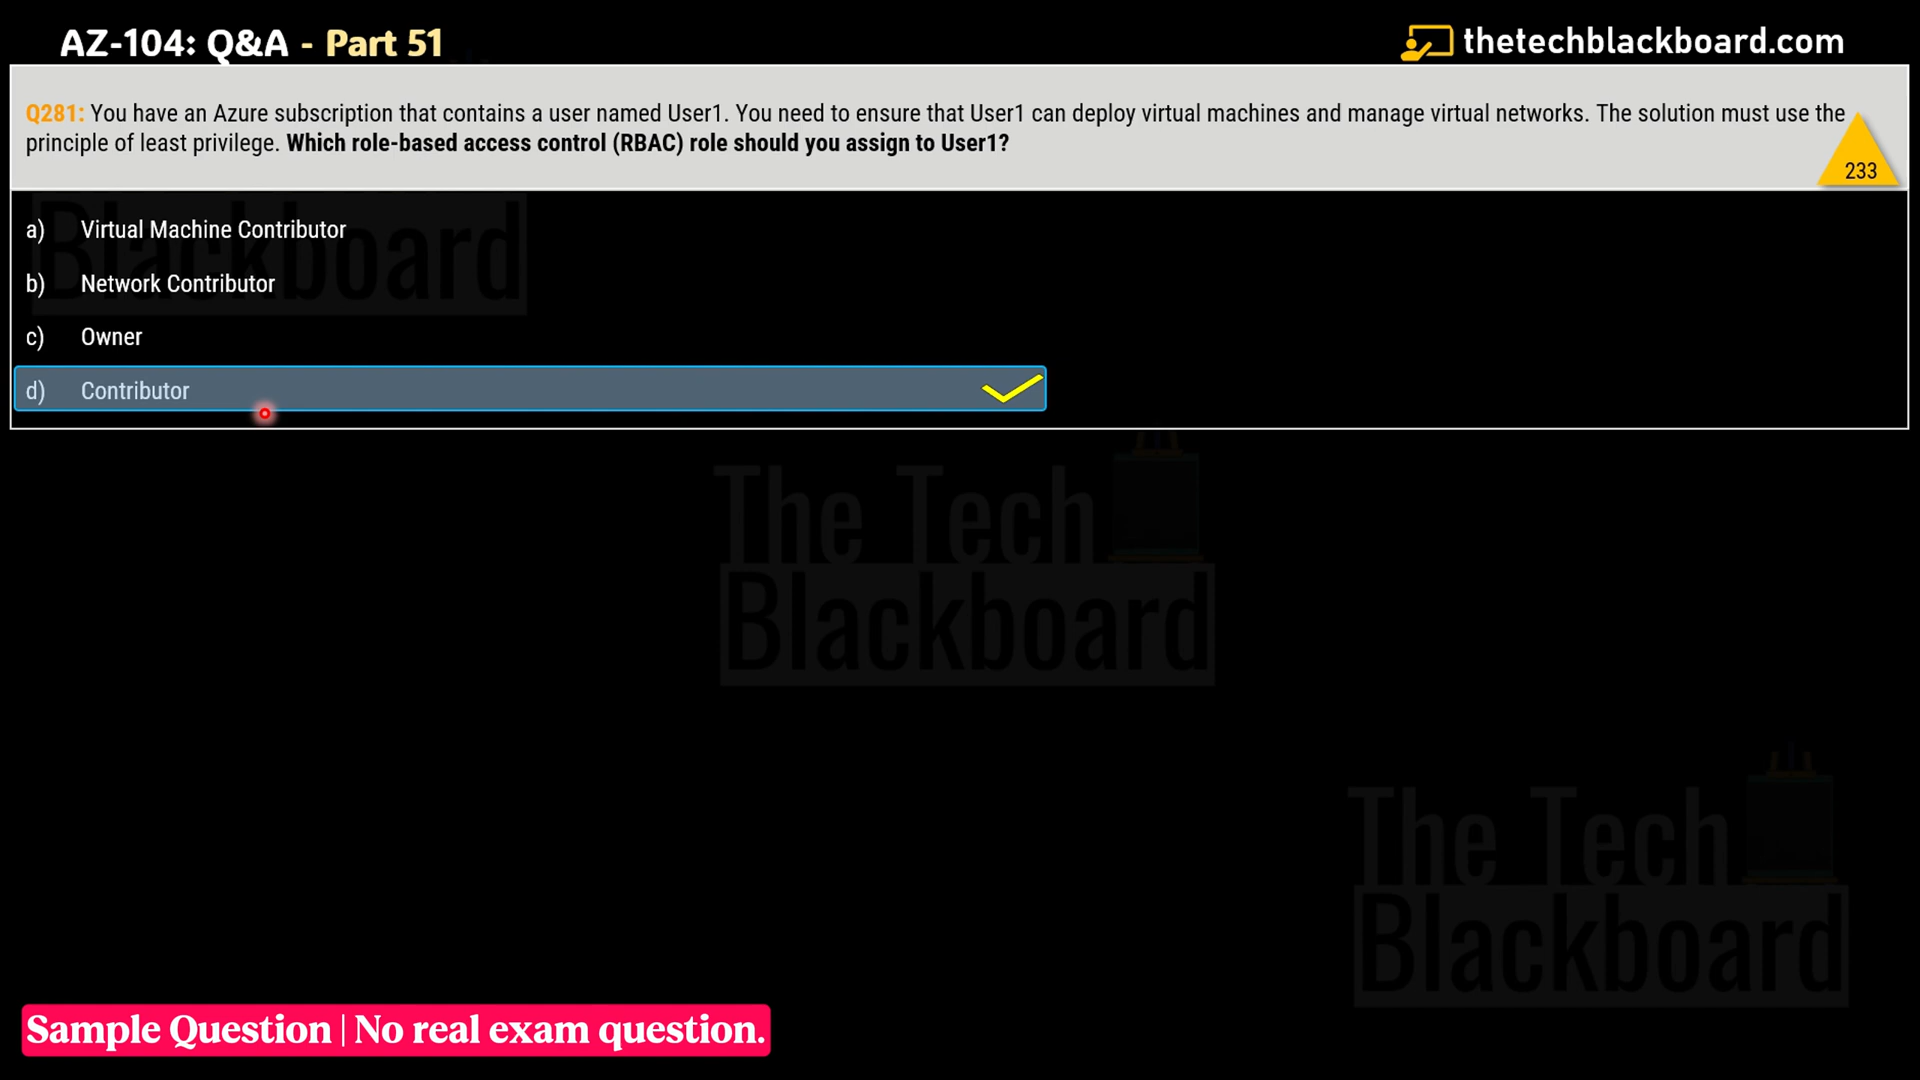 AZ-104: Q&A - Part 51
thetechblackboard.com
Q281: You have an Azure subscription that contains a user named User1. You need to ensure that User1 can deploy virtual machines and manage virtual networks. The solution must use the
principle of least privilege. Which role-based access control (RBAC) role should you assign to User1?
233
Blackboard
a) Virtual Machine Contributor
b) Network Contributor
c) Owner
d) Contributor
The Tech
Blackboard
The Tech
Blackboard
Sample Question | No real exam question.